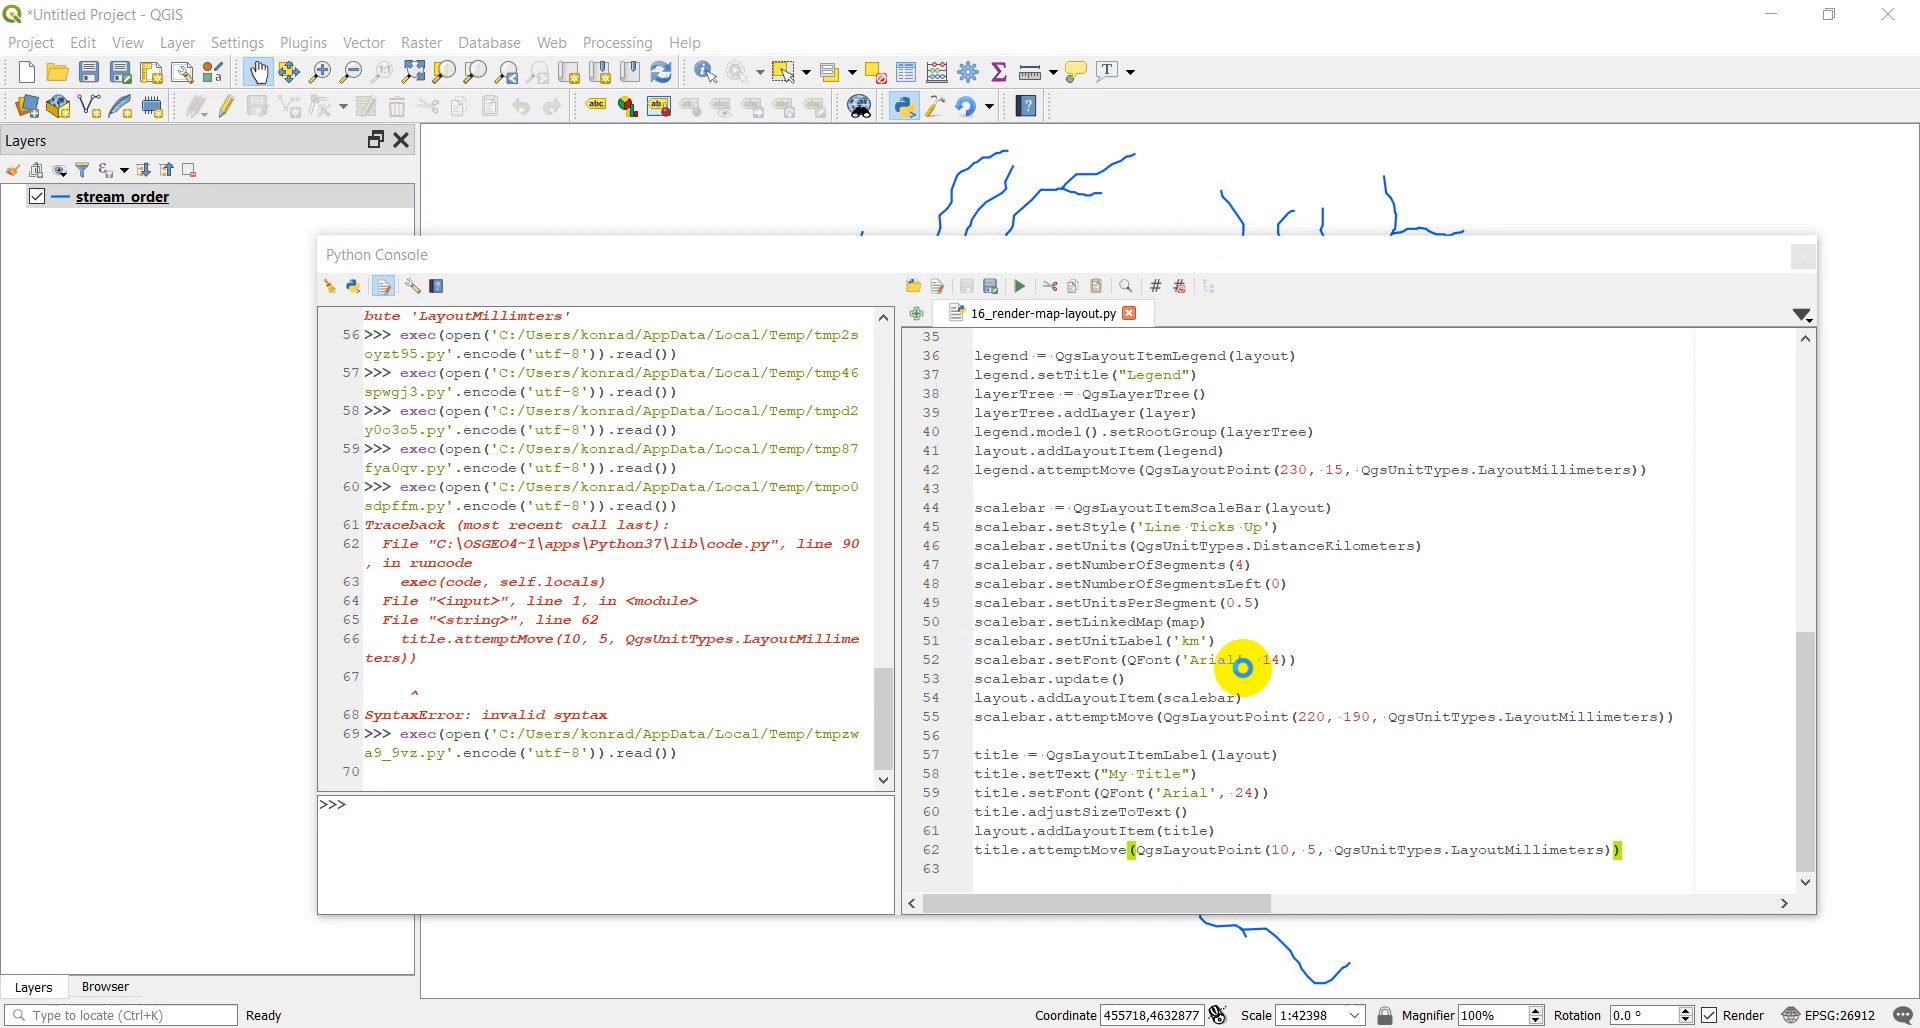 *Untitled Project - QGIS
Project Edit View Layer Settings Plugins Vector Raster Database Web Processing Help
Layers
stream_order
Python Console
16_render-map-layout.py
bute 'LayoutMillimters'
56 >>> exec(open('C:/Users/konrad/AppData/Local/Temp/tmp2s
oyzt95.py'.encode('utf-8')).read())
57 >>> exec(open('C:/Users/konrad/AppData/Local/Temp/tmp46
spwgj3.py'.encode('utf-8')).read())
58 >>> exec(open('C:/Users/konrad/AppData/Local/Temp/tmpd2
y0o3o5.py'.encode('utf-8')).read())
59 >>> exec(open('C:/Users/konrad/AppData/Local/Temp/tmp87
fya0qv.py'.encode('utf-8')).read())
60 >>> exec(open('C:/Users/konrad/AppData/Local/Temp/tmpo0
sdpffm.py'.encode('utf-8')).read())
61 Traceback (most recent call last):
62 File "C:\OSGEO4~1\apps\Python37\lib\code.py", line 90
, in runcode
63 exec(code, self.locals)
64 File "<input>", line 1, in <module>
65 File "<string>", line 62
66 title.attemptMove(10, 5, QgsUnitTypes.LayoutMillime
ters))
67
^
68 SyntaxError: invalid syntax
69 >>> exec(open('C:/Users/konrad/AppData/Local/Temp/tmpzw
a9_9vz.py'.encode('utf-8')).read())
70
>>>
35
36 legend = QgsLayoutItemLegend(layout)
37 legend.setTitle("Legend")
38 layerTree = QgsLayerTree()
39 layerTree.addLayer(layer)
40 legend.model().setRootGroup(layerTree)
41 layout.addLayoutItem(legend)
42 legend.attemptMove(QgsLayoutPoint(230, 15, QgsUnitTypes.LayoutMillimeters))
43
44 scalebar = QgsLayoutItemScaleBar(layout)
45 scalebar.setStyle('Line Ticks Up')
46 scalebar.setUnits(QgsUnitTypes.DistanceKilometers)
47 scalebar.setNumberOfSegments(4)
48 scalebar.setNumberOfSegmentsLeft(0)
49 scalebar.setUnitsPerSegment(0.5)
50 scalebar.setLinkedMap(map)
51 scalebar.setUnitLabel('km')
52 scalebar.setFont(QFont('Arial', 14))
53 scalebar.update()
54 layout.addLayoutItem(scalebar)
55 scalebar.attemptMove(QgsLayoutPoint(220, 190, QgsUnitTypes.LayoutMillimeters))
56
57 title = QgsLayoutItemLabel(layout)
58 title.setText("My Title")
59 title.setFont(QFont('Arial', 24))
60 title.adjustSizeToText()
61 layout.addLayoutItem(title)
62 title.attemptMove(QgsLayoutPoint(10, 5, QgsUnitTypes.LayoutMillimeters))
63
Layers Browser
Type to locate (Ctrl+K) Ready Coordinate 455718,4632877 Scale 1:42398 Magnifier 100% Rotation 0.0 ° Render EPSG:26912